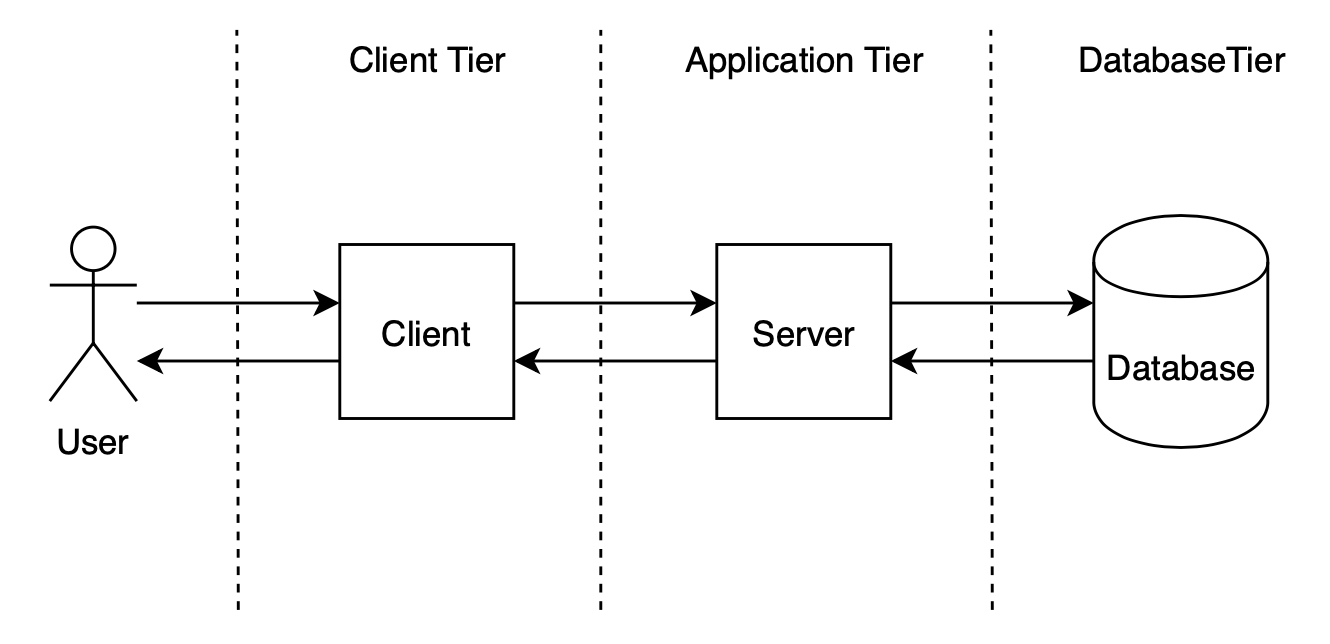 Client Tier
Application Tier
DatabaseTier
User
Client
Server
Database